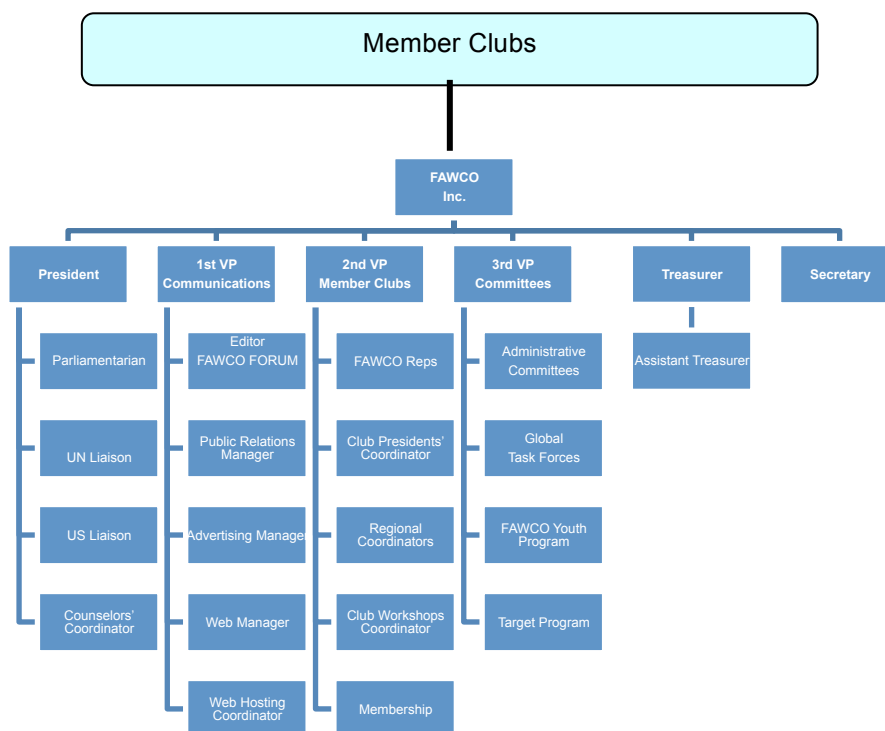 Member Clubs
FAWCO
Inc.
President
1st VP
Communications
2nd VP
Member Clubs
3rd VP
Committees
Treasurer
Secretary
Parliamentarian
Editor
FAWCO FORUM
FAWCO Reps
Administrative
Committees
Assistant Treasurer
UN Liaison
Public Relations
Manager
Club Presidents'
Coordinator
Global
Task Forces
US Liaison
Advertising Manager
Regional
Coordinators
FAWCO Youth
Program
Counselors'
Coordinator
Web Manager
Club Workshops
Coordinator
Target Program
Web Hosting
Coordinator
Membership